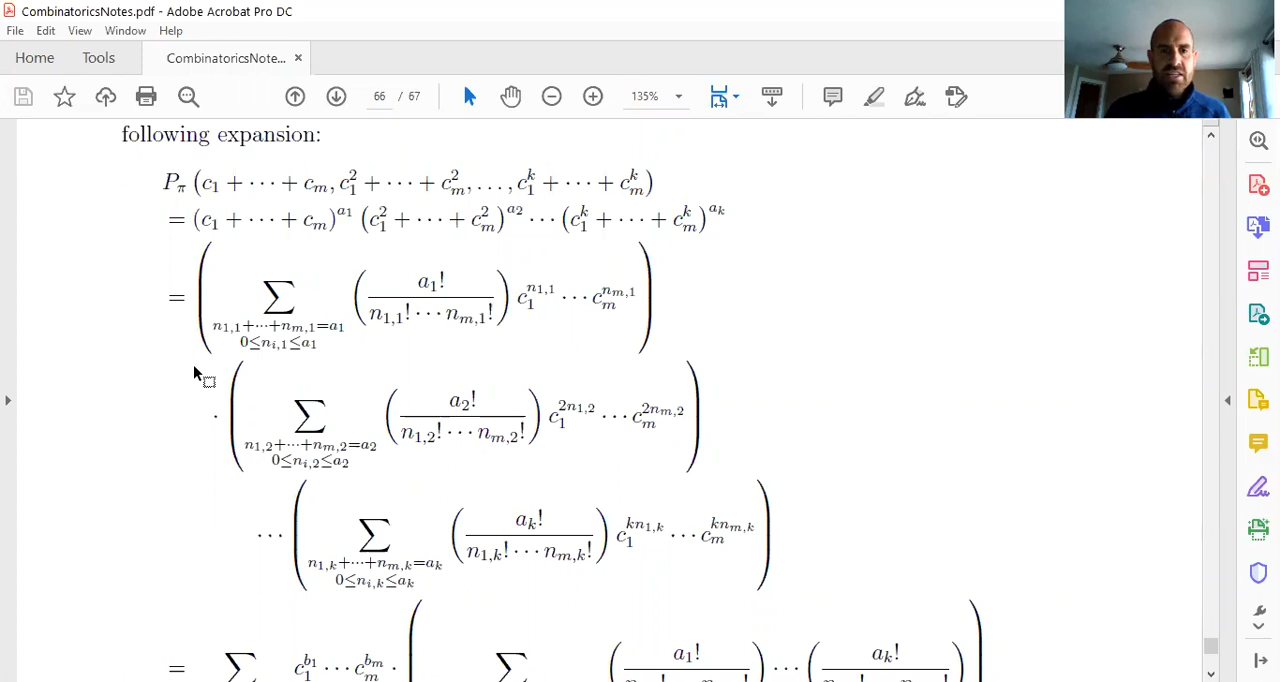 CombinatoricsNotes.pdf - Adobe Acrobat Pro DC
File Edit View Window Help
Home Tools CombinatoricsNote... ×
66 / 67 135%
following expansion:
P_π (c_1 + ⋯ + c_m, c_1^2 + ⋯ + c_m^2, …, c_1^k + ⋯ + c_m^k)
= (c_1 + ⋯ + c_m)^{a_1} (c_1^2 + ⋯ + c_m^2)^{a_2} ⋯ (c_1^k + ⋯ + c_m^k)^{a_k}
= ( ∑_{n_{1,1}+⋯+n_{m,1}=a_1, 0≤n_{i,1}≤a_1} ( a_1! / n_{1,1}! ⋯ n_{m,1}! ) c_1^{n_{1,1}} ⋯ c_m^{n_{m,1}} )
· ( ∑_{n_{1,2}+⋯+n_{m,2}=a_2, 0≤n_{i,2}≤a_2} ( a_2! / n_{1,2}! ⋯ n_{m,2}! ) c_1^{2n_{1,2}} ⋯ c_m^{2n_{m,2}} )
⋯ ( ∑_{n_{1,k}+⋯+n_{m,k}=a_k, 0≤n_{i,k}≤a_k} ( a_k! / n_{1,k}! ⋯ n_{m,k}! ) c_1^{kn_{1,k}} ⋯ c_m^{kn_{m,k}} )
= ∑ c_1^{b_1} ⋯ c_m^{b_m} · ( ∑ ( a_1! ) ⋯ ( a_k! ) )